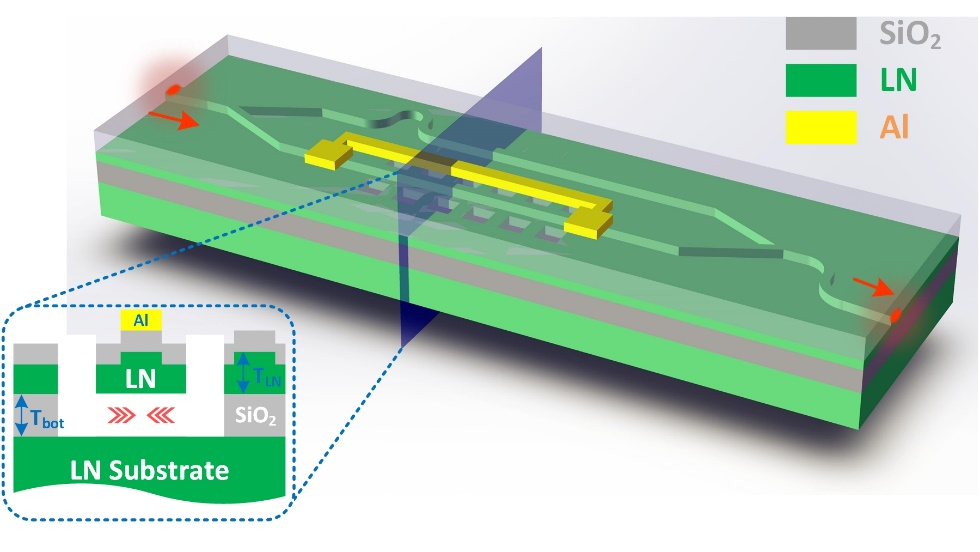 SiO₂
LN
Al
Al
LN
T_LN
T_bot
SiO₂
LN Substrate